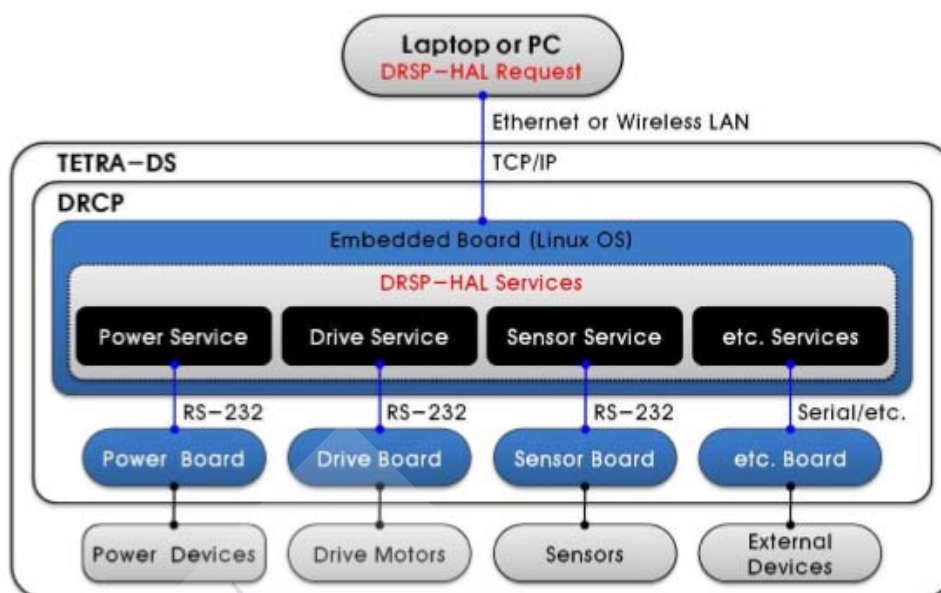 Laptop or PC
DRSP-HAL Request
Ethernet or Wireless LAN
TETRA-DS
TCP/IP
DRCP
Embedded Board (Linux OS)
DRSP-HAL Services
Power Service
Drive Service
Sensor Service
etc. Services
RS-232
RS-232
RS-232
Serial/etc.
Power Board
Drive Board
Sensor Board
etc. Board
Power Devices
Drive Motors
Sensors
External
Devices